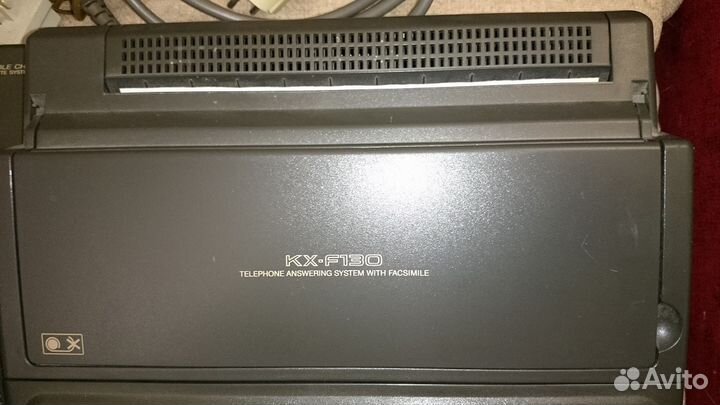 KX-F130
TELEPHONE ANSWERING SYSTEM WITH FACSIMILE
Avito